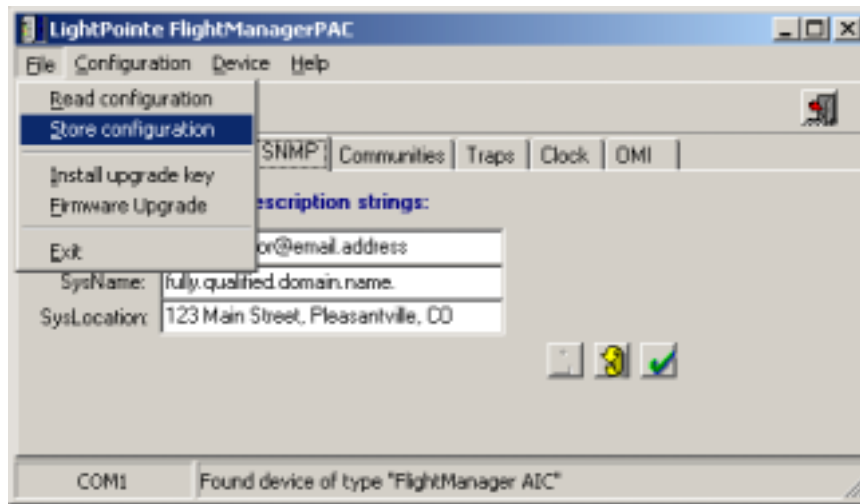 LightPointe FlightManagerPAC
File Configuration Device Help
Read configuration
Store configuration
Install upgrade key
Firmware Upgrade
Exit
SNMP Communities Traps Clock OMI
escription strings:
or@email.address
SysName: fully.qualified.domain.name.
SysLocation: 123 Main Street, Pleasantville, CO
COM1 Found device of type "FlightManager AIC"